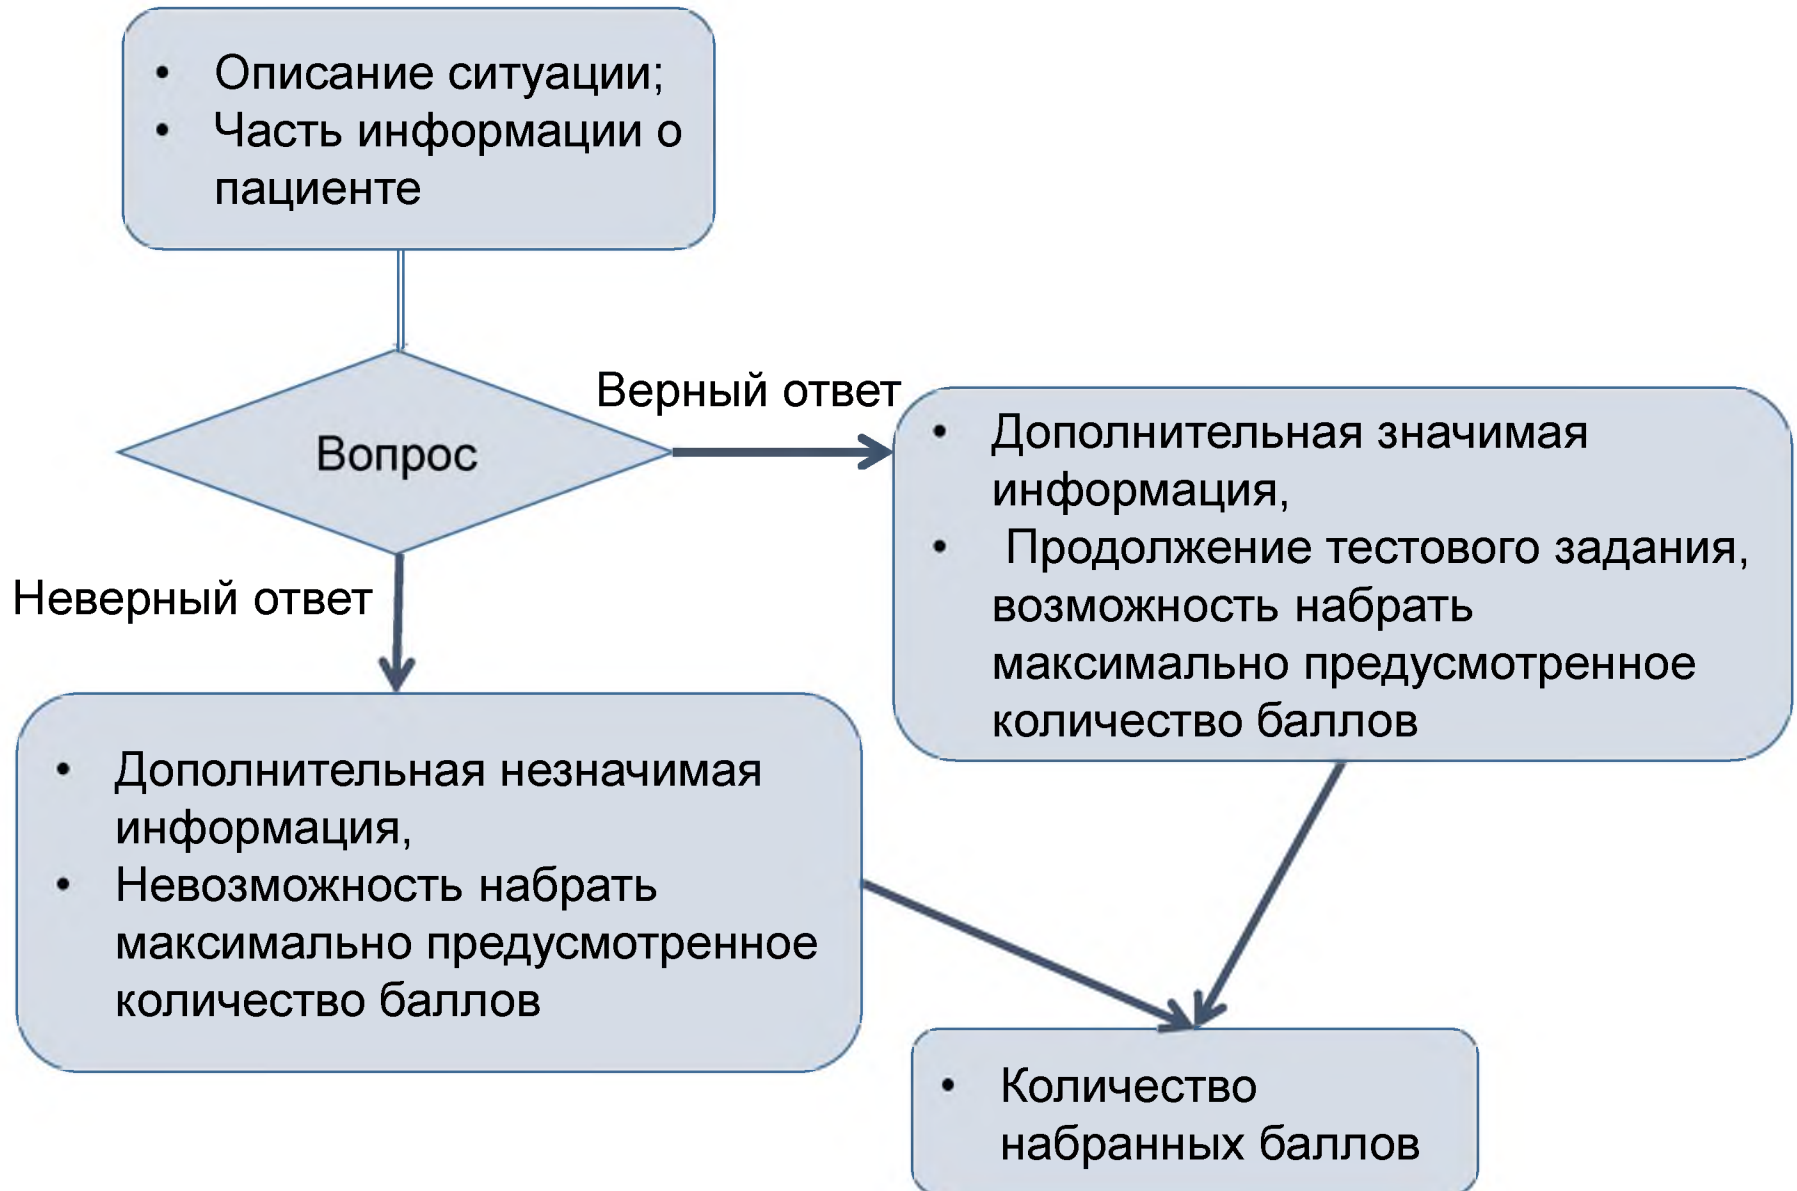 • Описание ситуации;
• Часть информации о
пациенте
Вопрос
Верный ответ
• Дополнительная значимая
информация,
• Продолжение тестового задания,
возможность набрать
максимально предусмотренное
количество баллов
Неверный ответ
• Дополнительная незначимая
информация,
• Невозможность набрать
максимально предусмотренное
количество баллов
• Количество
набранных баллов